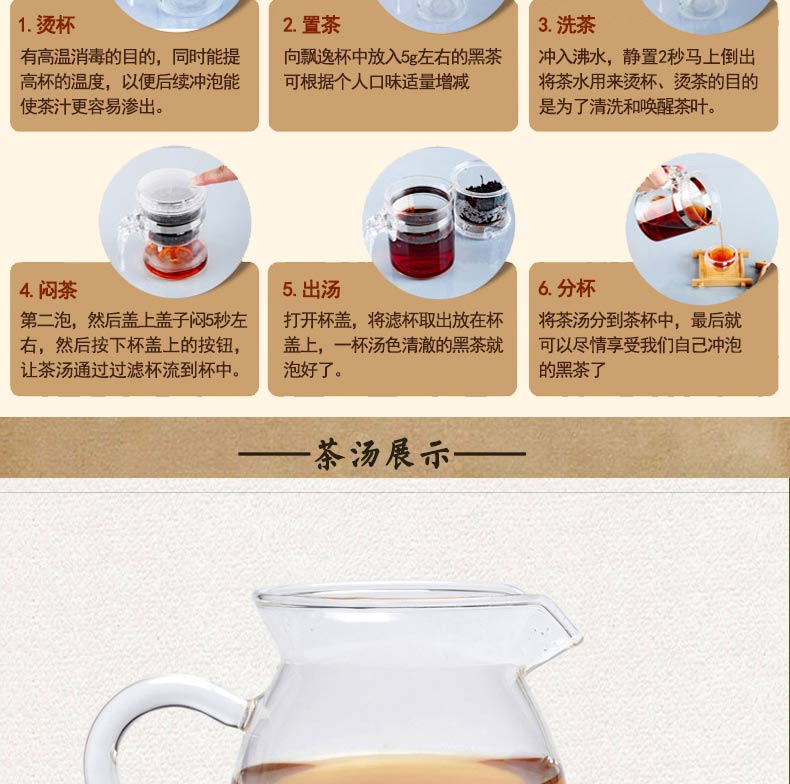 1.烫杯
有高温消毒的目的，同时能提
高杯的温度，以便后续冲泡能
使茶汁更容易渗出。
2.置茶
向飘逸杯中放入5g左右的黑茶
可根据个人口味适量增减
3.洗茶
冲入沸水，静置2秒马上倒出
将茶水用来烫杯、烫茶的目的
是为了清洗和唤醒茶叶。
4.闷茶
第二泡，然后盖上盖子闷5秒左
右，然后按下杯盖上的按钮，
让茶汤通过过滤杯流到杯中。
5.出汤
打开杯盖，将滤杯取出放在杯
盖上，一杯汤色清澈的黑茶就
泡好了。
6.分杯
将茶汤分到茶杯中，最后就
可以尽情享受我们自己冲泡
的黑茶了
茶汤展示